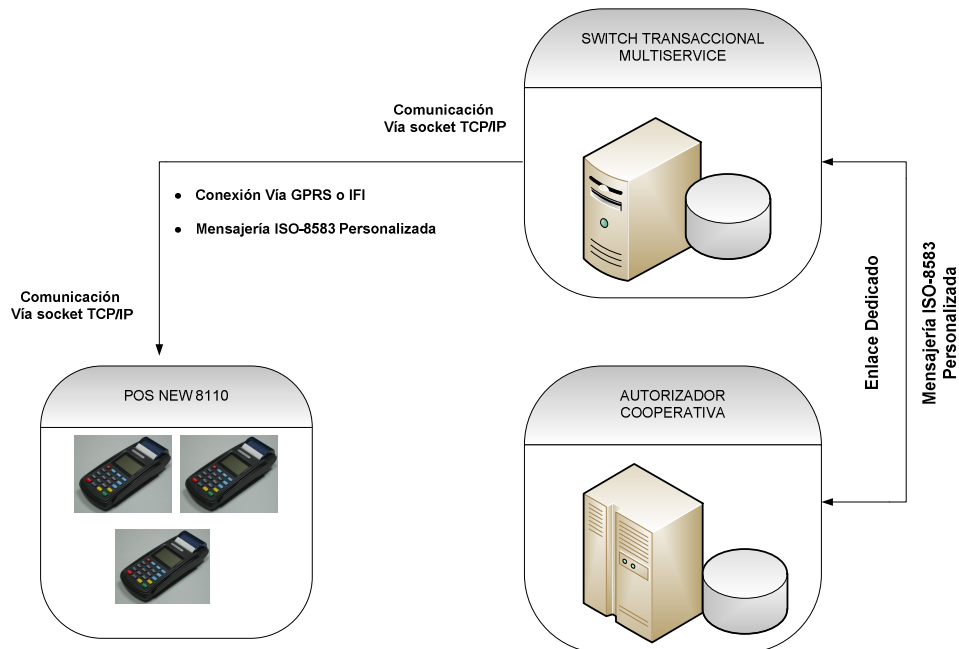 SWITCH TRANSACCIONAL
MULTISERVICE
Comunicación
Vía socket TCP/IP
• Conexión Vía GPRS o IFI
• Mensajería ISO-8583 Personalizada
Comunicación
Vía socket TCP/IP
Enlace Dedicado
Mensajería ISO-8583
Personalizada
POS NEW 8110
AUTORIZADOR
COOPERATIVA